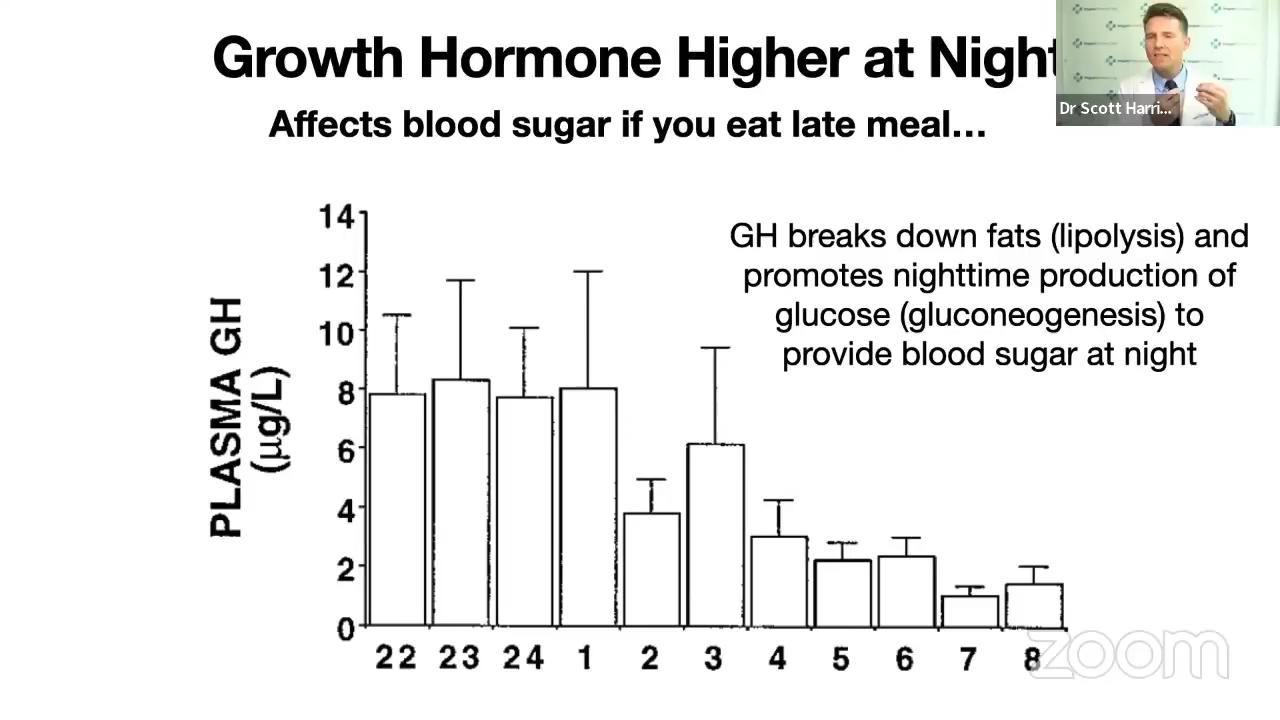 Growth Hormone Higher at Night
Affects blood sugar if you eat late meal...
Dr Scott Harri...
GH breaks down fats (lipolysis) and
promotes nighttime production of
glucose (gluconeogenesis) to
provide blood sugar at night
PLASMA GH
(µg/L)
14
12
10
8
6
4
2
0
22 23 24 1 2 3 4 5 6 7 8
zoom